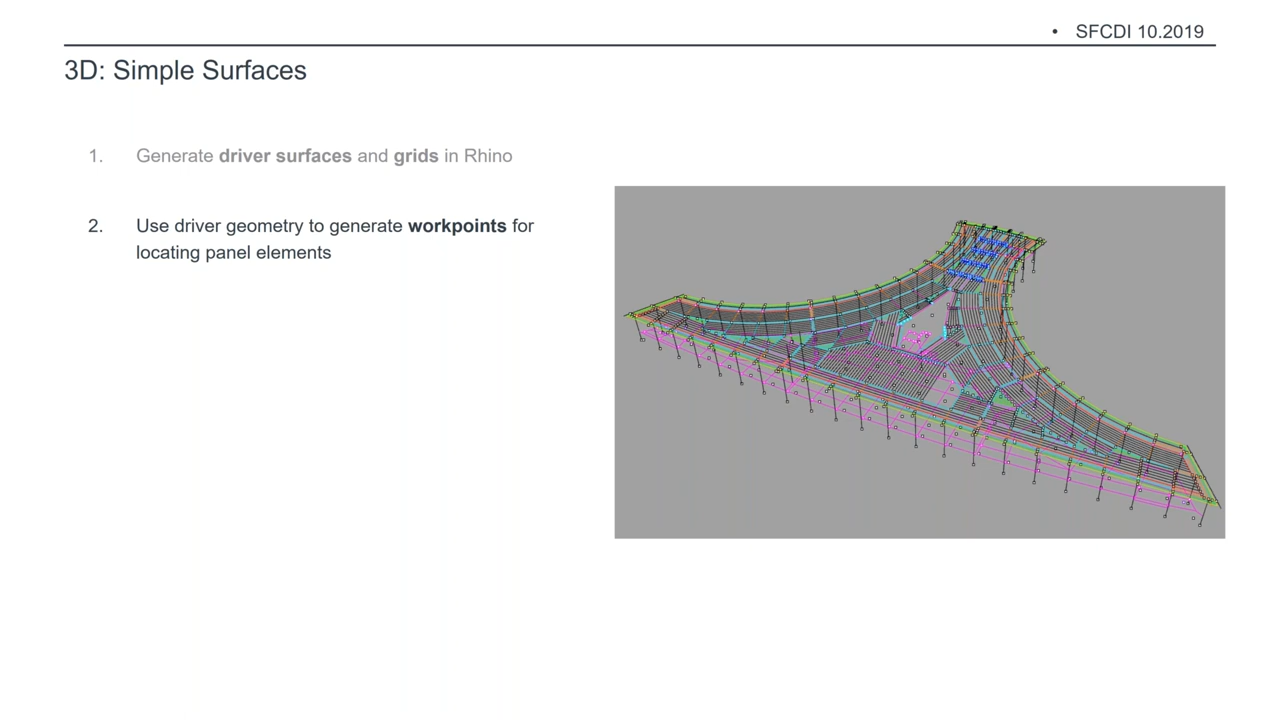 • SFCDI 10.2019
3D: Simple Surfaces
1. Generate driver surfaces and grids in Rhino
2. Use driver geometry to generate workpoints for
locating panel elements